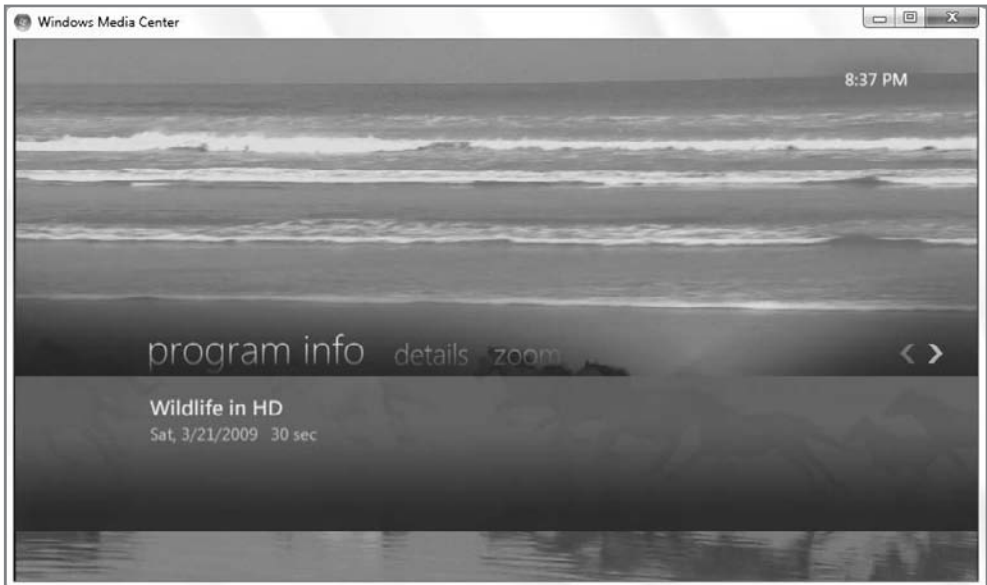 Windows Media Center
8:37 PM
program info details zoom
Wildlife in HD
Sat, 3/21/2009 30 sec